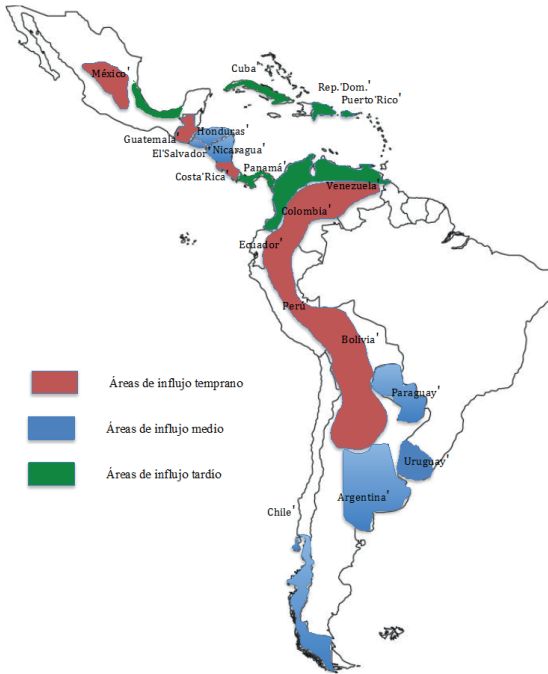 México'
Cuba
Rep.'Dom.'
Puerto'Rico'
Guatemala'
Honduras'
El'Salvador'
Nicaragua'
Costa'Rica'
Panamá'
Venezuela'
Colombia'
Ecuador'
Perú
Bolivia'
Paraguay'
Uruguay'
Argentina'
Chile'
Áreas de influjo temprano
Áreas de influjo medio
Áreas de influjo tardío